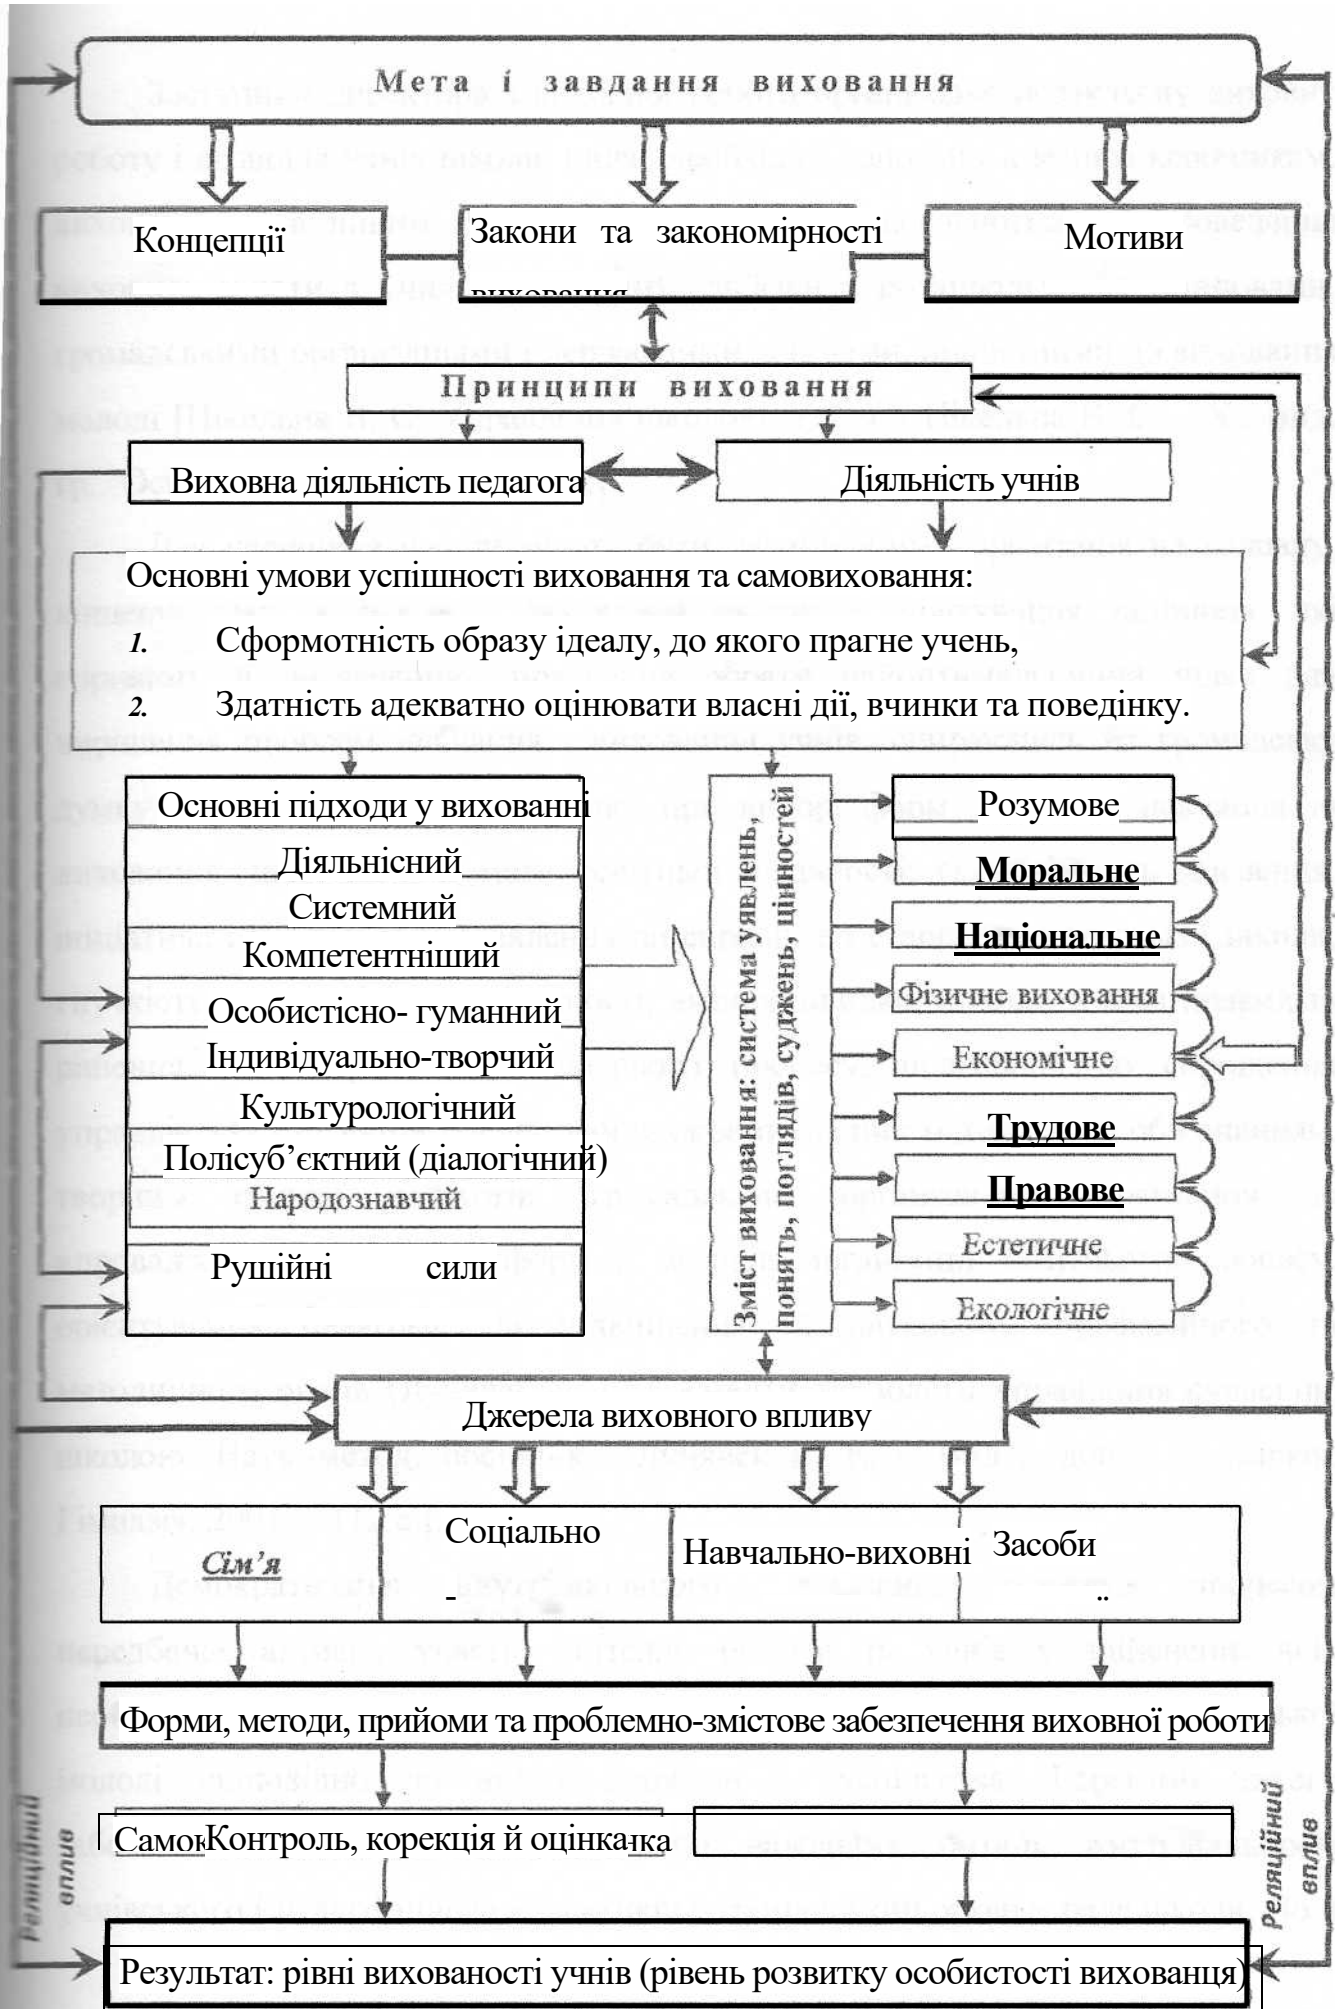 Мета і завдання виховання
Концепції
Закони та закономірності
виховання
Мотиви
Принципи виховання
Виховна діяльність педагога
Діяльність учнів
Основні умови успішності виховання та самовиховання:
1. Сформотність образу ідеалу, до якого прагне учень,
2. Здатність адекватно оцінювати власні дії, вчинки та поведінку.
Основні підходи у вихованні
Діяльнісний
Системний
Компетентніший
Особистісно- гуманний
Індивідуально-творчий
Культурологічний
Полісуб’єктний (діалогічний)
Народознавчий
Рушійні сили
Зміст виховання: система уявлень,
понять, поглядів, суджень, цінностей
Розумове
Моральне
Національне
Фізичне виховання
Економічне
Трудове
Правове
Естетичне
Екологічне
Джерела виховного впливу
Сім’я
Соціально
Навчально-виховні
Засоби
Форми, методи, прийоми та проблемно-змістове забезпечення виховної роботи
Контроль, корекція й оцінка
Результат: рівні вихованості учнів (рівень розвитку особистості вихованця)
Реляційний
вплив
Реляційний
вплив